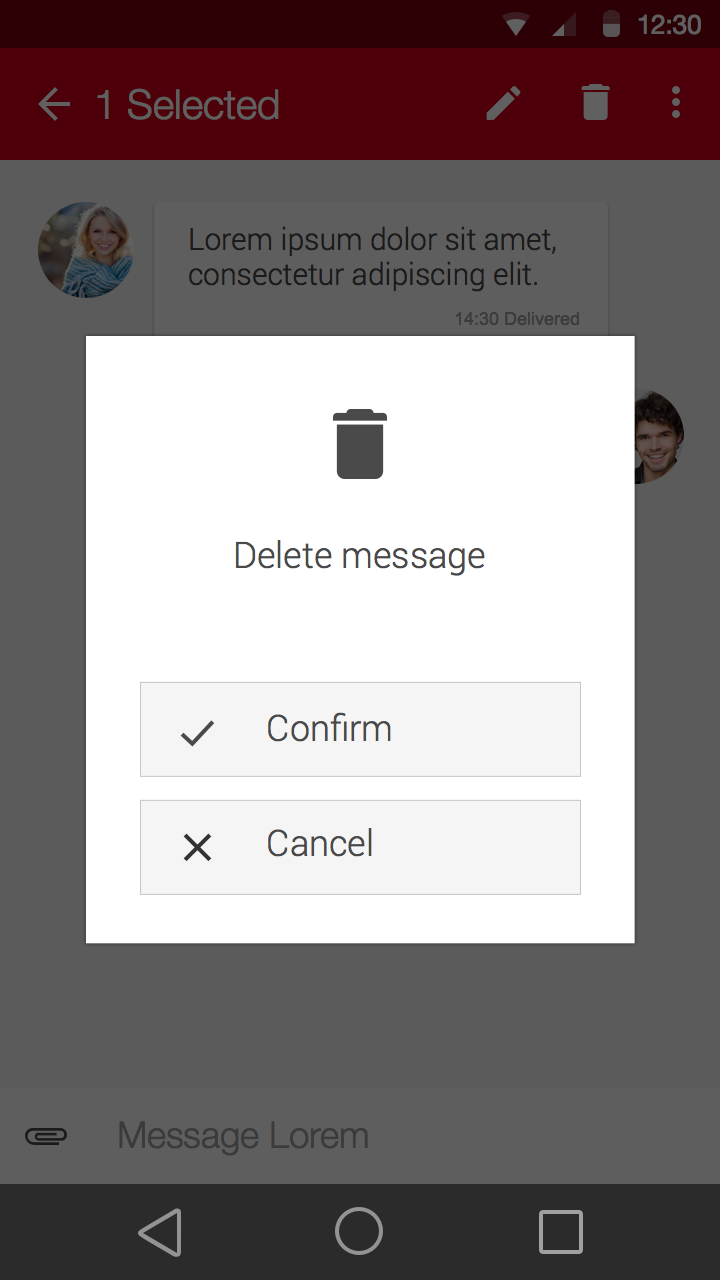 12:30
1 Selected
Lorem ipsum dolor sit amet,
consectetur adipiscing elit.
14:30 Delivered
Delete message
Confirm
Cancel
Message Lorem